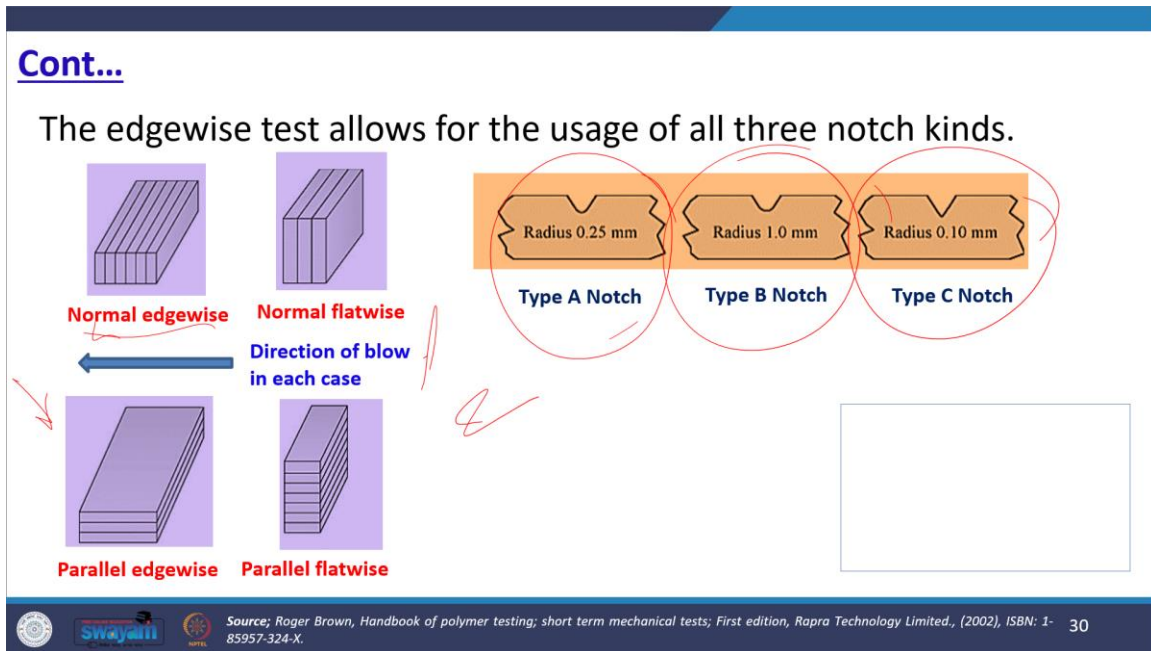 Cont...
The edgewise test allows for the usage of all three notch kinds.
Normal edgewise
Normal flatwise
Direction of blow
in each case
Parallel edgewise
Parallel flatwise
Radius 0.25 mm
Radius 1.0 mm
Radius 0.10 mm
Type A Notch
Type B Notch
Type C Notch
swayam
NPTEL
Source; Roger Brown, Handbook of polymer testing; short term mechanical tests; First edition, Rapra Technology Limited., (2002), ISBN: 1-
85957-324-X.
30